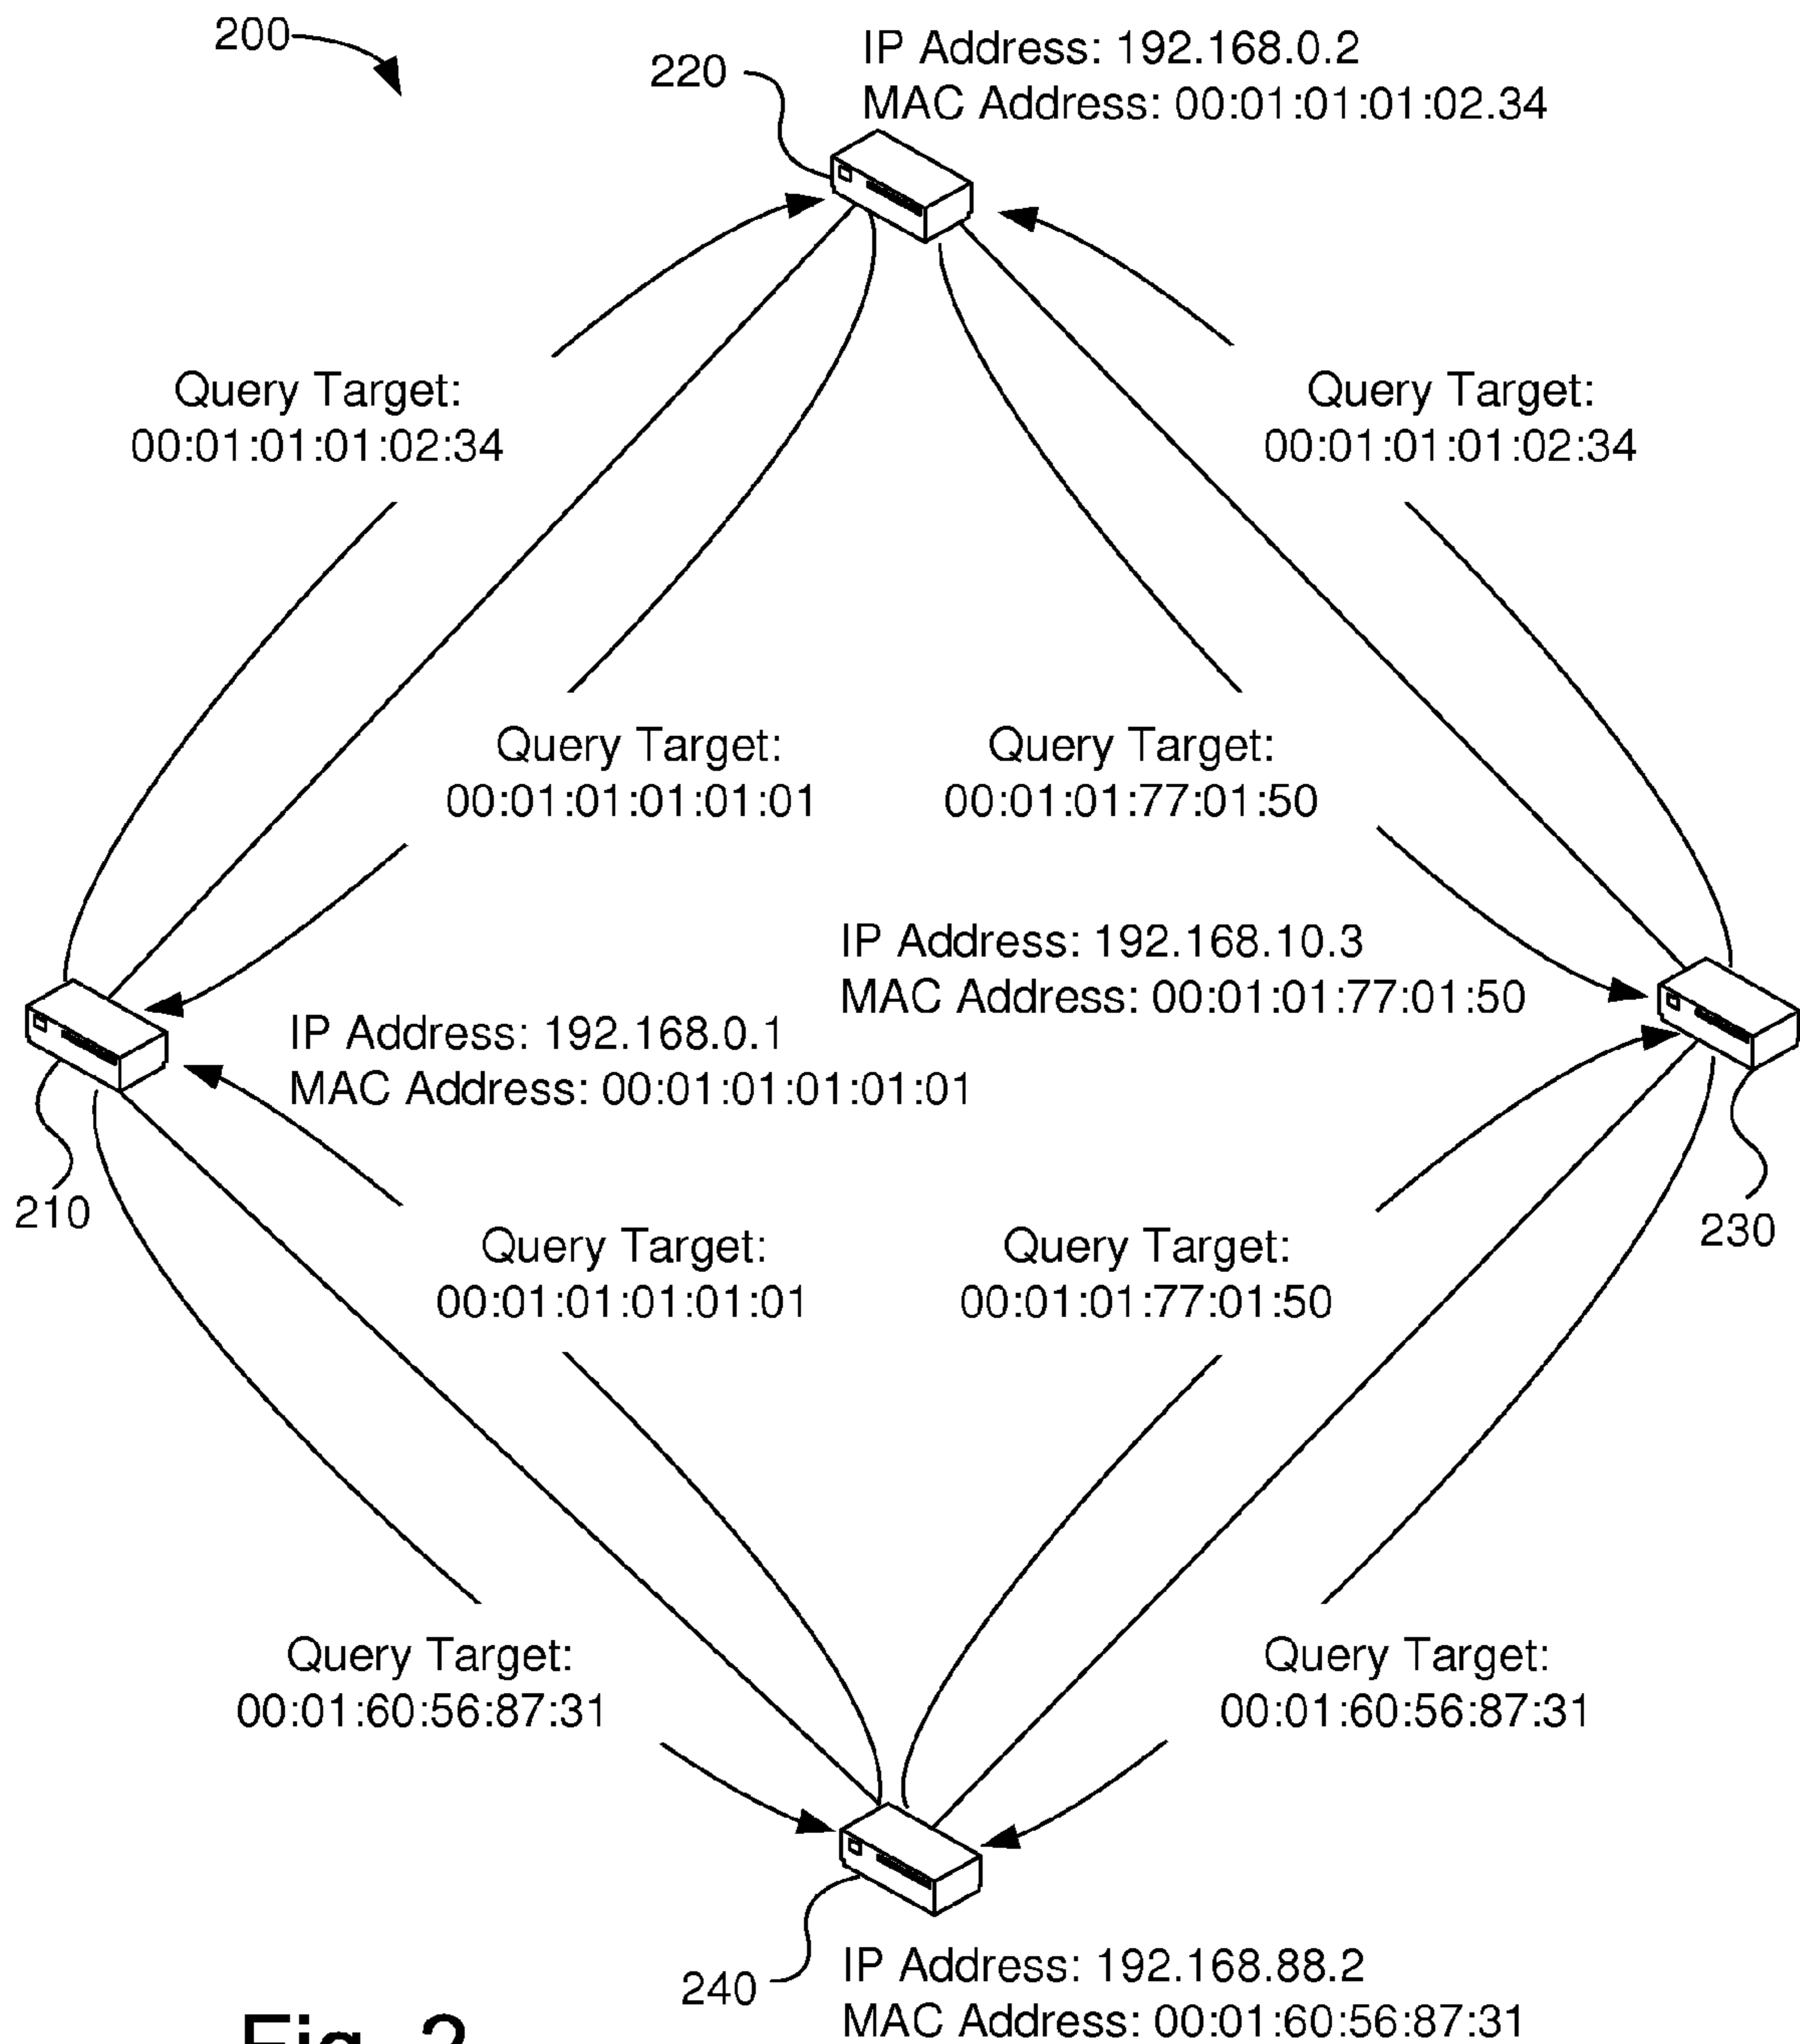 200
220
IP Address: 192.168.0.2
MAC Address: 00:01:01:01:02.34
Query Target:
00:01:01:01:02:34
Query Target:
00:01:01:01:02:34
Query Target:
00:01:01:01:01:01
Query Target:
00:01:01:77:01:50
IP Address: 192.168.10.3
MAC Address: 00:01:01:77:01:50
IP Address: 192.168.0.1
MAC Address: 00:01:01:01:01:01
210
230
Query Target:
00:01:01:01:01:01
Query Target:
00:01:01:77:01:50
Query Target:
00:01:60:56:87:31
Query Target:
00:01:60:56:87:31
240
IP Address: 192.168.88.2
MAC Address: 00:01:60:56:87:31
Fig. 2